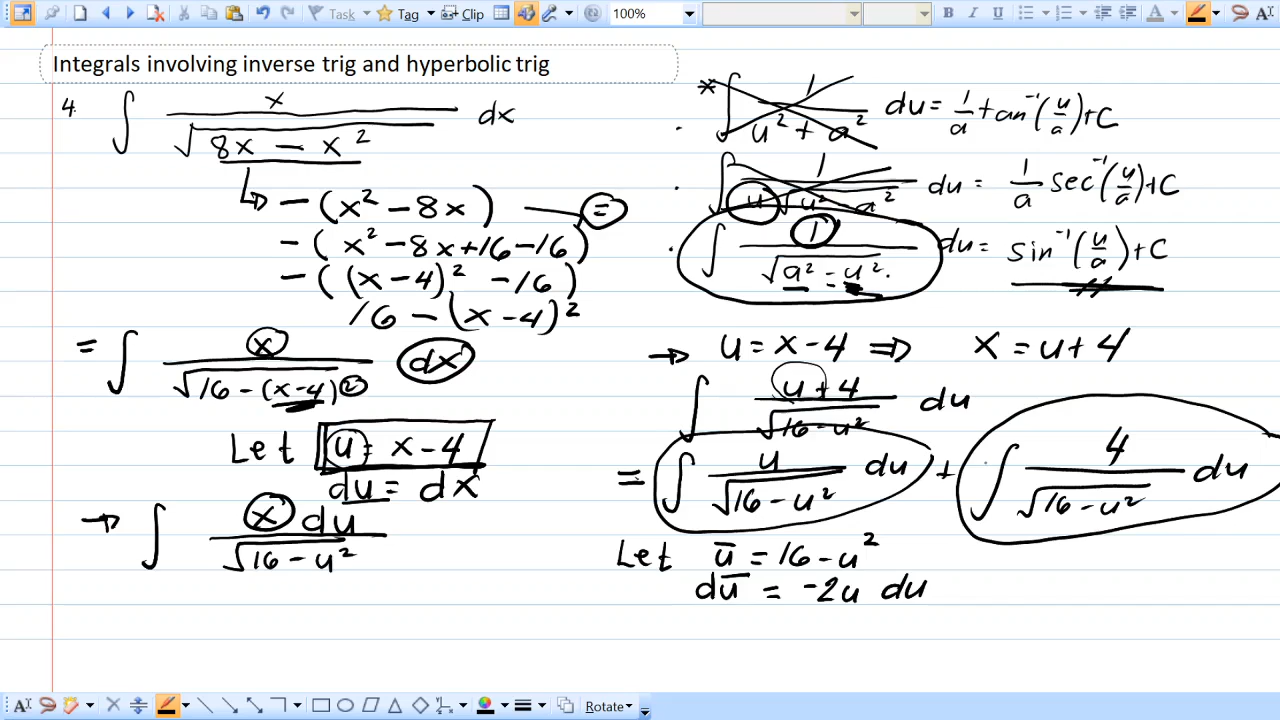 Task Tag Clip 100%
Integrals involving inverse trig and hyperbolic trig
4 ∫ x / √(8x − x²) dx
↳ −(x² − 8x) =
−(x² − 8x + 16 − 16)
−((x − 4)² − 16)
16 − (x − 4)²
= ∫ x / √(16 − (x − 4)²) dx
Let u = x − 4
du = dx
→ ∫ x du / √(16 − u²)
* ∫ 1 / (u² + a²) du = 1/a tan⁻¹(u/a) + C
∫ 1 / (u √(u² − a²)) du = 1/a sec⁻¹(u/a) + C
∫ 1 / √(a² − u²) du = sin⁻¹(u/a) + C
→ u = x − 4 ⇒ x = u + 4
∫ (u + 4) / √(16 − u²) du
= ∫ u / √(16 − u²) du + ∫ 4 / √(16 − u²) du
Let u̅ = 16 − u²
du̅ = −2u du
Rotate